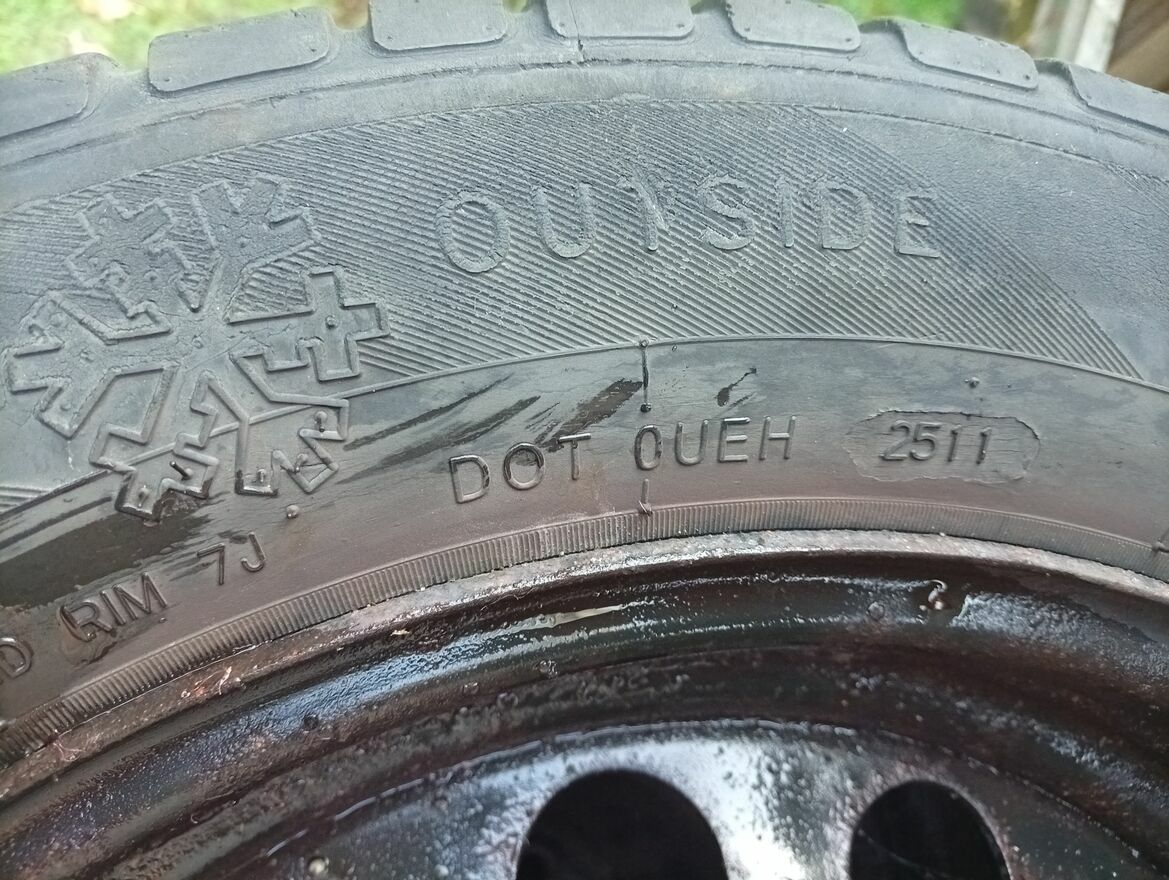 OUTSIDE
DOT 0UEH 2511
RIM 7J